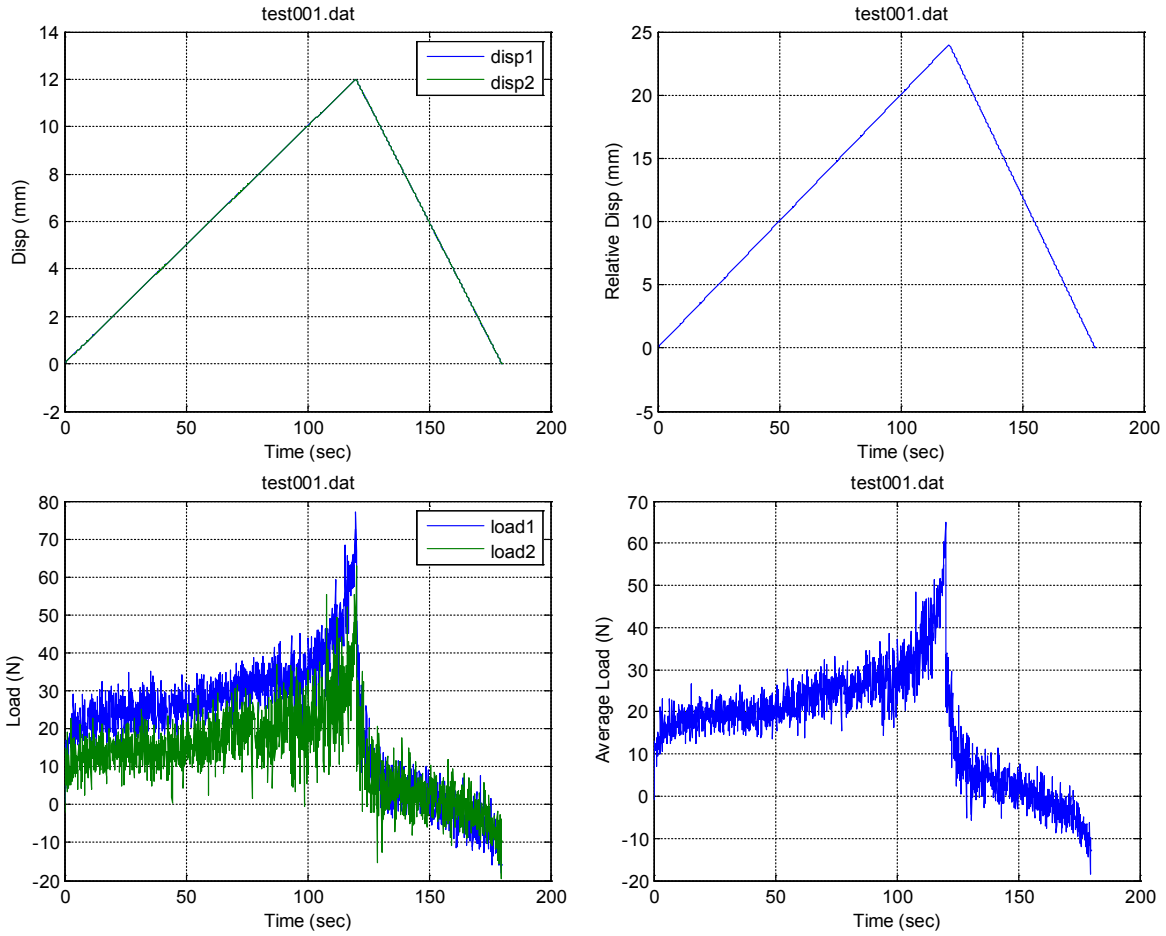 test001.dat
14
12
10
8
6
4
2
0
-2
Disp (mm)
disp1
disp2
0 50 100 150 200
Time (sec)
test001.dat
25
20
15
10
5
0
-5
Relative Disp (mm)
0 50 100 150 200
Time (sec)
test001.dat
80
70
60
50
40
30
20
10
0
-10
-20
Load (N)
load1
load2
0 50 100 150 200
Time (sec)
test001.dat
70
60
50
40
30
20
10
0
-10
-20
Average Load (N)
0 50 100 150 200
Time (sec)